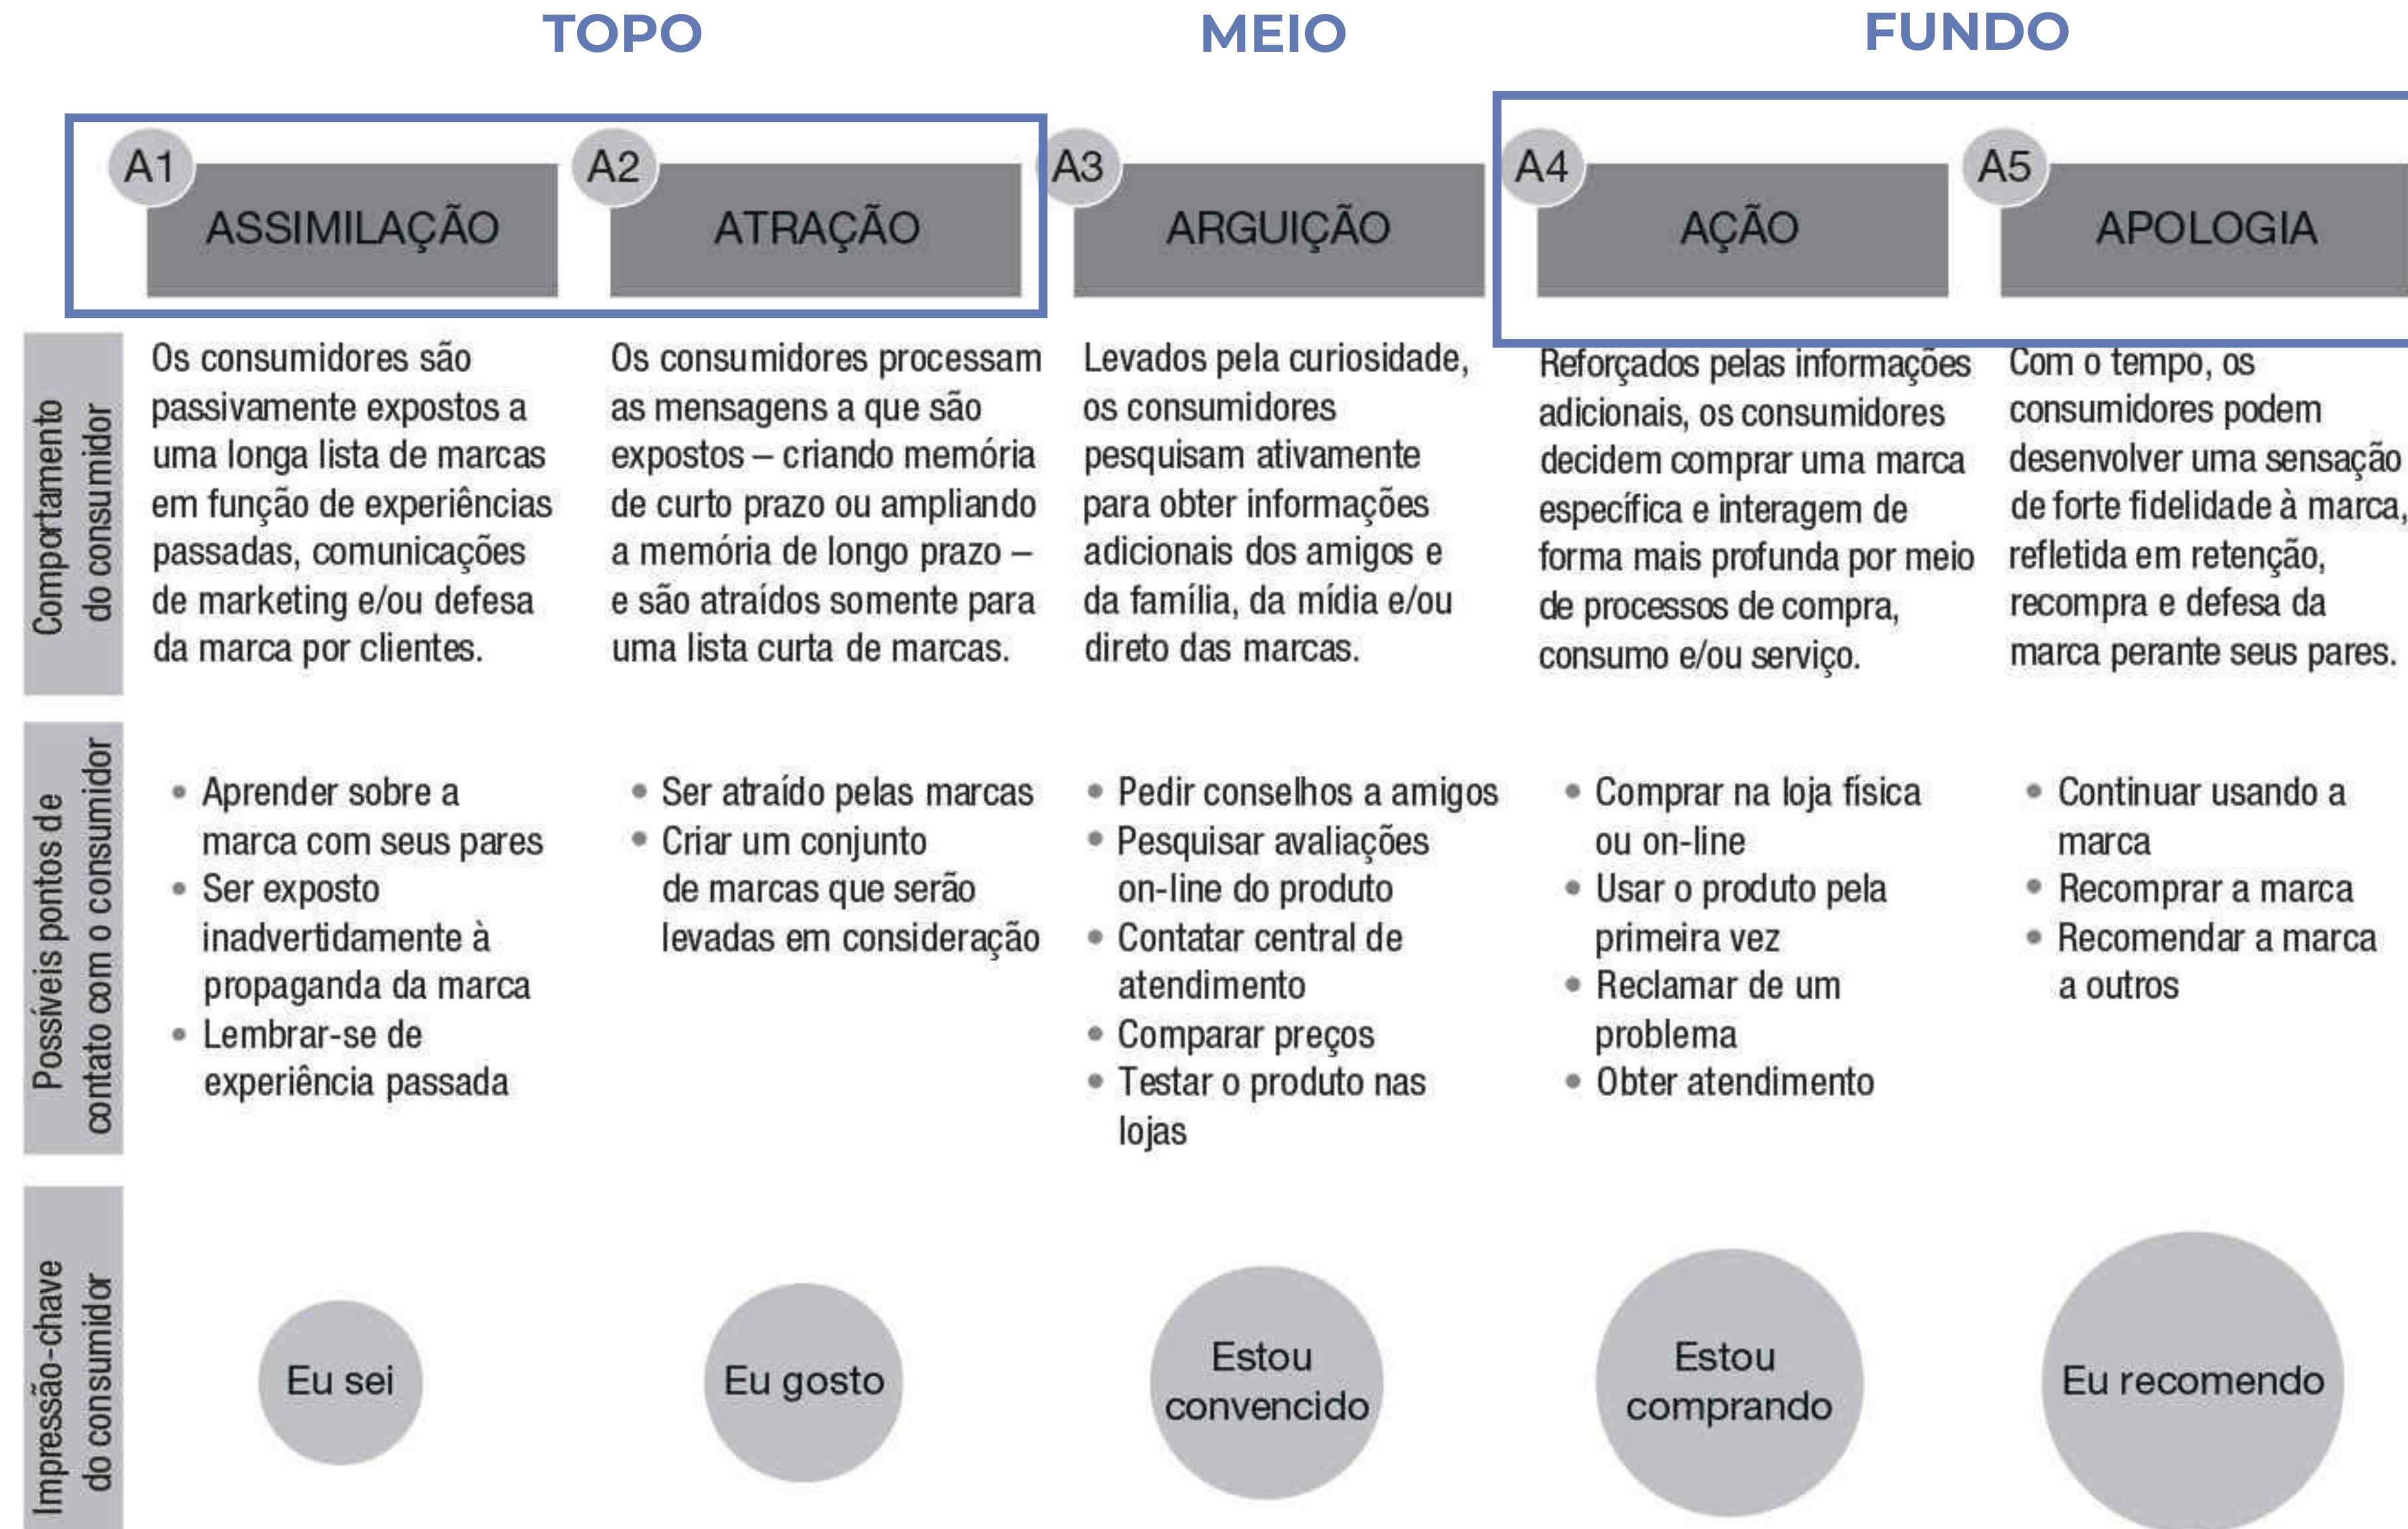 TOPO
MEIO
FUNDO
A1
ASSIMILAÇÃO
A2
ATRAÇÃO
A3
ARGUIÇÃO
A4
AÇÃO
A5
APOLOGIA
Comportamento
do consumidor
Os consumidores são
passivamente expostos a
uma longa lista de marcas
em função de experiências
passadas, comunicações
de marketing e/ou defesa
da marca por clientes.
Os consumidores processam
as mensagens a que são
expostos – criando memória
de curto prazo ou ampliando
a memória de longo prazo –
e são atraídos somente para
uma lista curta de marcas.
Levados pela curiosidade,
os consumidores
pesquisam ativamente
para obter informações
adicionais dos amigos e
da família, da mídia e/ou
direto das marcas.
Reforçados pelas informações
adicionais, os consumidores
decidem comprar uma marca
específica e interagem de
forma mais profunda por meio
de processos de compra,
consumo e/ou serviço.
Com o tempo, os
consumidores podem
desenvolver uma sensação
de forte fidelidade à marca,
refletida em retenção,
recompra e defesa da
marca perante seus pares.
Possíveis pontos de
contato com o consumidor
• Aprender sobre a
marca com seus pares
• Ser exposto
inadvertidamente à
propaganda da marca
• Lembrar-se de
experiência passada
• Ser atraído pelas marcas
• Criar um conjunto
de marcas que serão
levadas em consideração
• Pedir conselhos a amigos
• Pesquisar avaliações
on-line do produto
• Contatar central de
atendimento
• Comparar preços
• Testar o produto nas
lojas
• Comprar na loja física
ou on-line
• Usar o produto pela
primeira vez
• Reclamar de um
problema
• Obter atendimento
• Continuar usando a
marca
• Recomprar a marca
• Recomendar a marca
a outros
Impressão-chave
do consumidor
Eu sei
Eu gosto
Estou
convencido
Estou
comprando
Eu recomendo